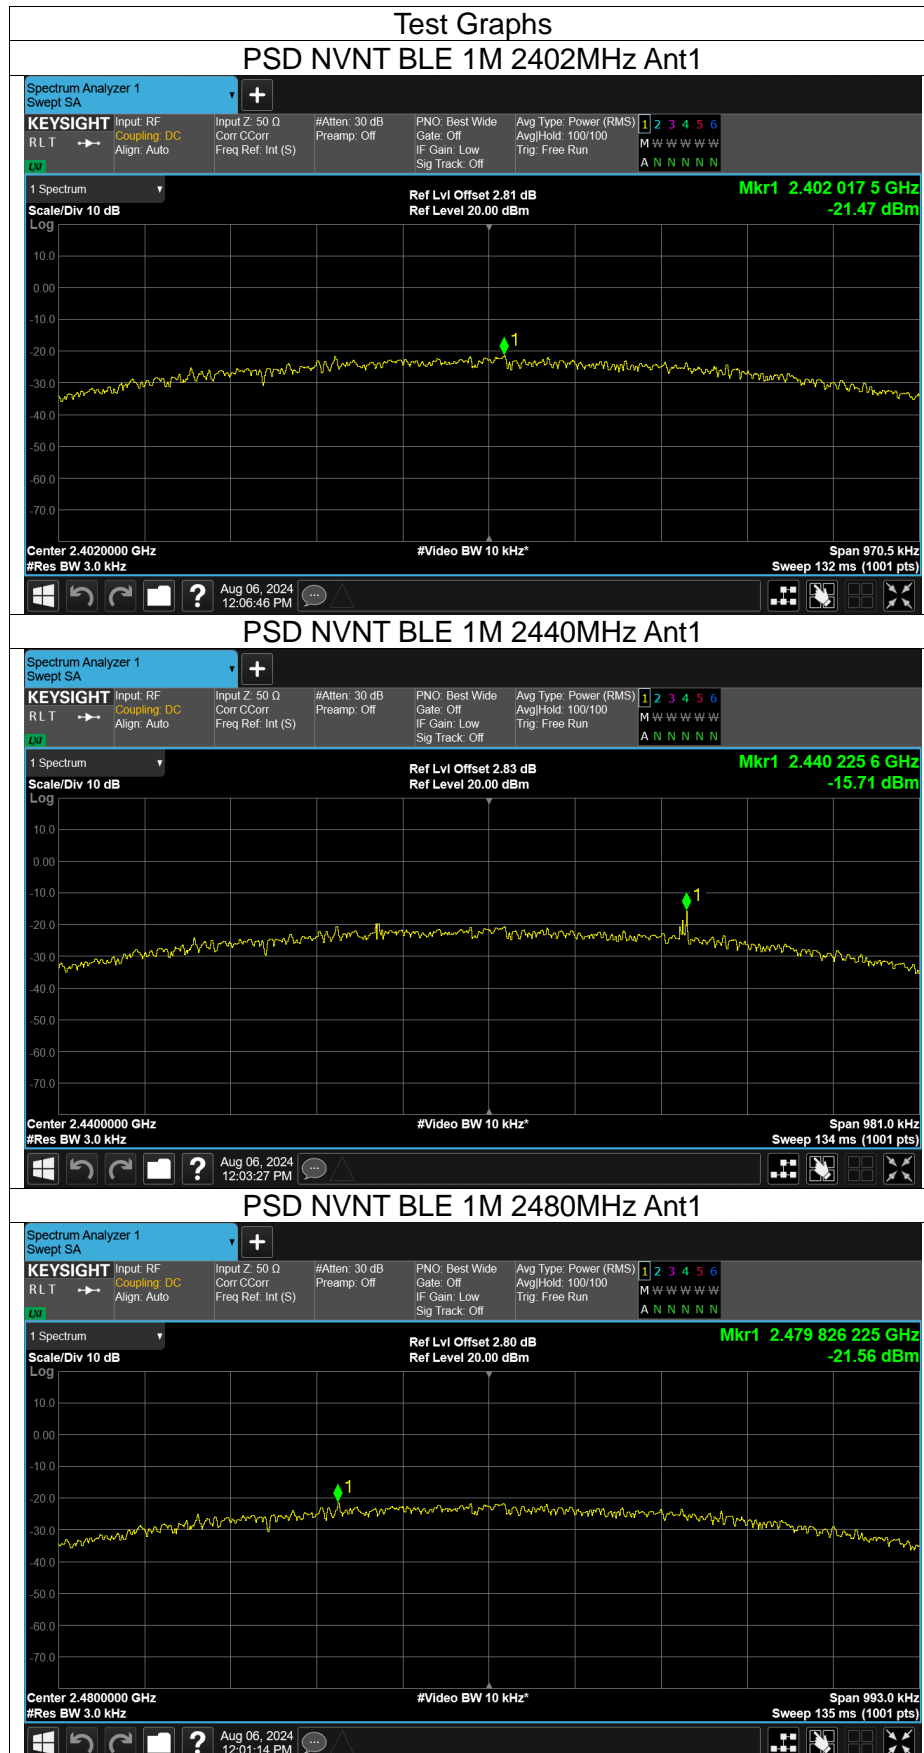 Test Graphs
PSD NVNT BLE 1M 2402MHz Ant1
Spectrum Analyzer 1
Swept SA
KEYSIGHT Input: RF Input Z: 50 Ω #Atten: 30 dB PNO: Best Wide Avg Type: Power (RMS) 1 2 3 4 5 6
RLT Coupling: DC Corr CCorr Preamp: Off Gate: Off Avg|Hold: 100/100 M W W W W W
Align: Auto Freq Ref: Int (S) IF Gain: Low Trig: Free Run
LXI Sig Track: Off A N N N N N
1 Spectrum Ref Lvl Offset 2.81 dB Mkr1 2.402 017 5 GHz
Scale/Div 10 dB Ref Level 20.00 dBm -21.47 dBm
Log
10.0
0.00
-10.0
1
-20.0
-30.0
-40.0
-50.0
-60.0
-70.0
Center 2.4020000 GHz #Video BW 10 kHz* Span 970.5 kHz
#Res BW 3.0 kHz Sweep 132 ms (1001 pts)
? Aug 06, 2024
12:06:46 PM
PSD NVNT BLE 1M 2440MHz Ant1
Spectrum Analyzer 1
Swept SA
KEYSIGHT Input: RF Input Z: 50 Ω #Atten: 30 dB PNO: Best Wide Avg Type: Power (RMS) 1 2 3 4 5 6
RLT Coupling: DC Corr CCorr Preamp: Off Gate: Off Avg|Hold: 100/100 M W W W W W
Align: Auto Freq Ref: Int (S) IF Gain: Low Trig: Free Run
LXI Sig Track: Off A N N N N N
1 Spectrum Ref Lvl Offset 2.83 dB Mkr1 2.440 225 6 GHz
Scale/Div 10 dB Ref Level 20.00 dBm -15.71 dBm
Log
10.0
0.00
-10.0
1
-20.0
-30.0
-40.0
-50.0
-60.0
-70.0
Center 2.4400000 GHz #Video BW 10 kHz* Span 981.0 kHz
#Res BW 3.0 kHz Sweep 134 ms (1001 pts)
? Aug 06, 2024
12:03:27 PM
PSD NVNT BLE 1M 2480MHz Ant1
Spectrum Analyzer 1
Swept SA
KEYSIGHT Input: RF Input Z: 50 Ω #Atten: 30 dB PNO: Best Wide Avg Type: Power (RMS) 1 2 3 4 5 6
RLT Coupling: DC Corr CCorr Preamp: Off Gate: Off Avg|Hold: 100/100 M W W W W W
Align: Auto Freq Ref: Int (S) IF Gain: Low Trig: Free Run
LXI Sig Track: Off A N N N N N
1 Spectrum Ref Lvl Offset 2.80 dB Mkr1 2.479 826 225 GHz
Scale/Div 10 dB Ref Level 20.00 dBm -21.56 dBm
Log
10.0
0.00
-10.0
1
-20.0
-30.0
-40.0
-50.0
-60.0
-70.0
Center 2.4800000 GHz #Video BW 10 kHz* Span 993.0 kHz
#Res BW 3.0 kHz Sweep 135 ms (1001 pts)
? Aug 06, 2024
12:01:14 PM